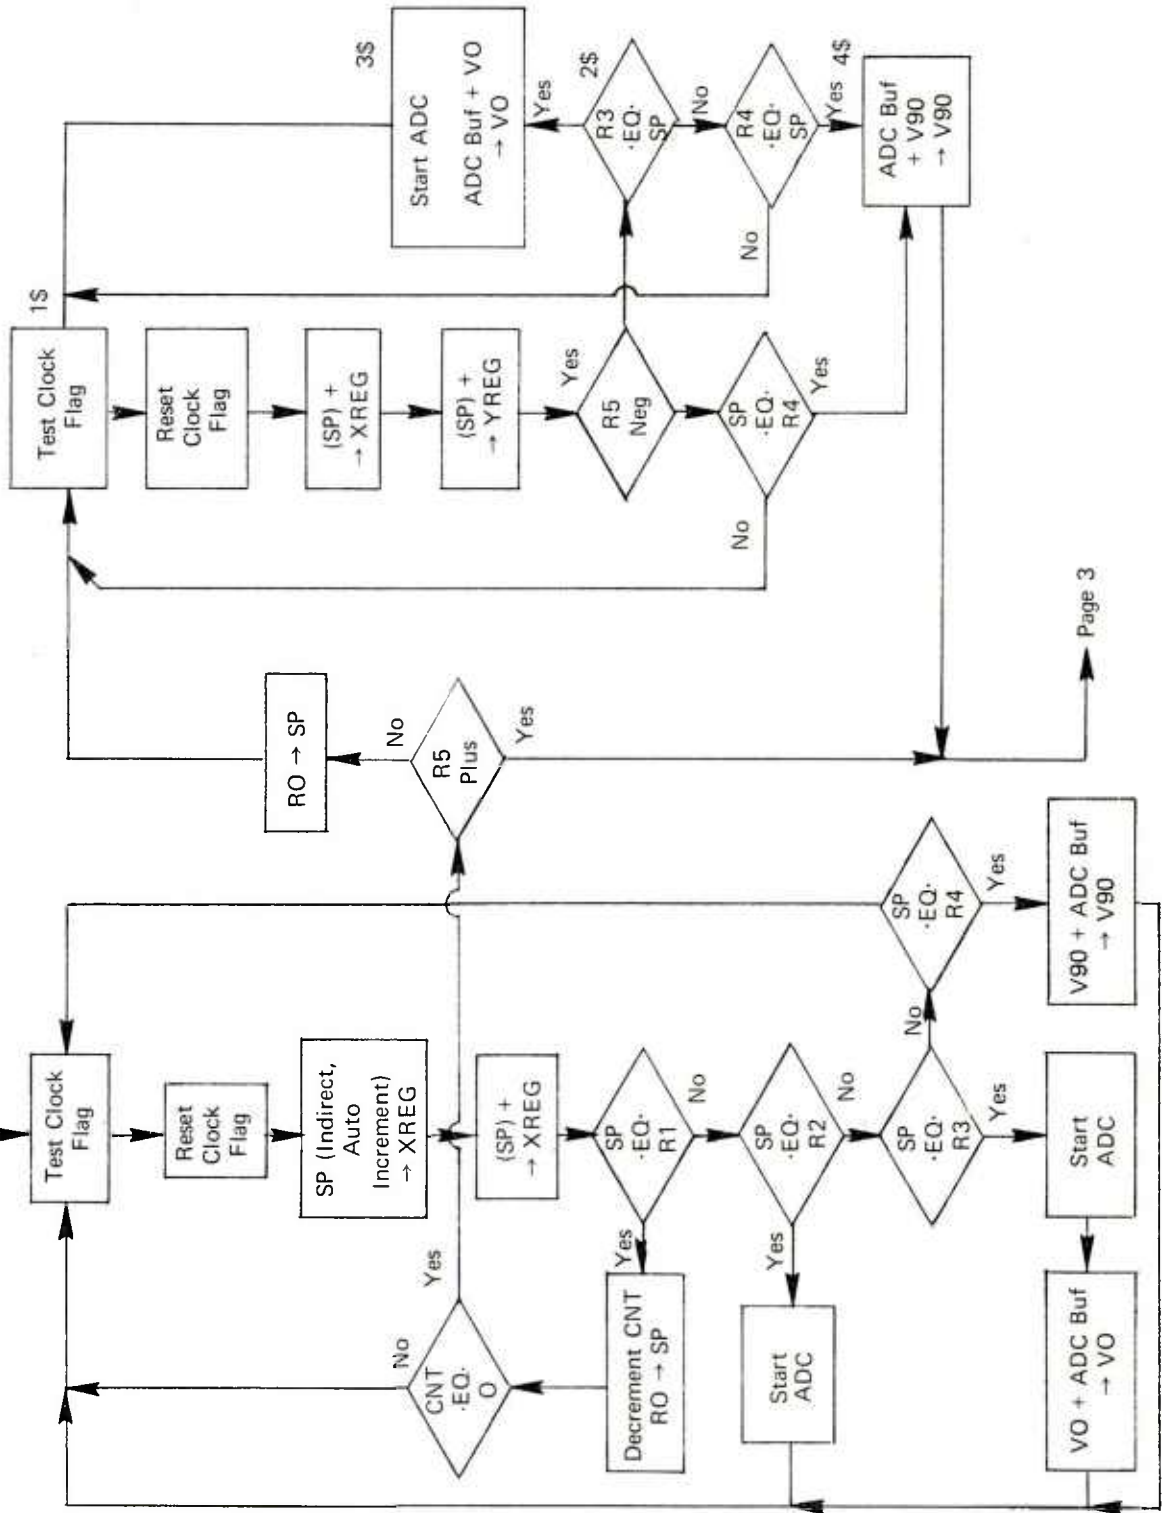 Test Clock
Flag
Reset
Clock
Flag
SP (Indirect,
Auto
Increment)
→ XREG
(SP) +
→ XREG
SP
·EQ·
R1
Yes
No
Decrement CNT
RO → SP
CNT
·EQ·
O
No
Yes
SP
·EQ·
R2
Yes
No
Start
ADC
SP
·EQ·
R3
No
Yes
Start
ADC
VO + ADC Buf
→ VO
SP
·EQ·
R4
Yes
V90 + ADC Buf
→ V90
R5
Plus
No
Yes
RO → SP
Page 3
1$
Test Clock
Flag
Reset
Clock
Flag
(SP) +
→ XREG
(SP) +
→ YREG
R5
Neg
Yes
SP
·EQ·
R4
No
Yes
3$
Start ADC
ADC Buf + VO
→ VO
2$
R3
·EQ·
SP
Yes
No
R4
·EQ·
SP
No
Yes
4$
ADC Buf
+ V90
→ V90